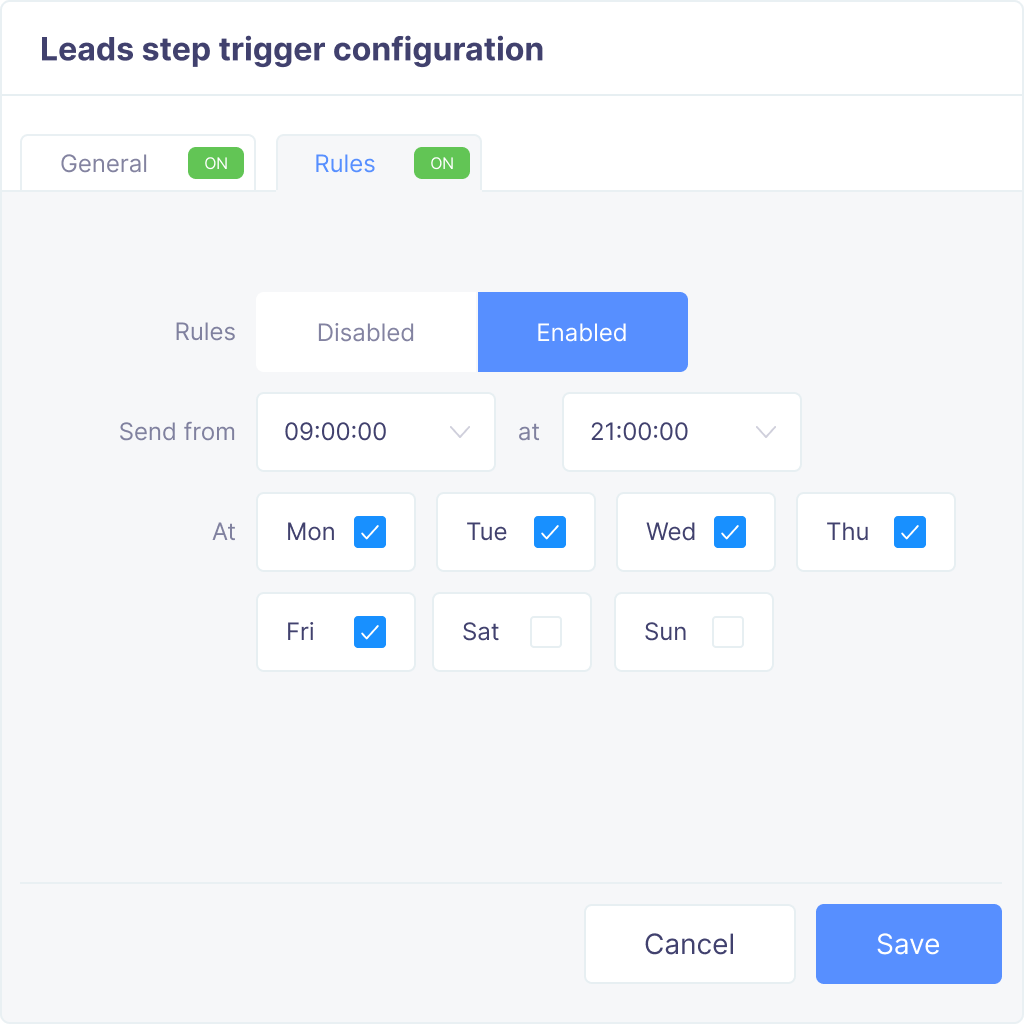 Leads step trigger configuration
General ON Rules ON
Rules Disabled Enabled
Send from 09:00:00 at 21:00:00
At Mon Tue Wed Thu
Fri Sat Sun
Cancel Save